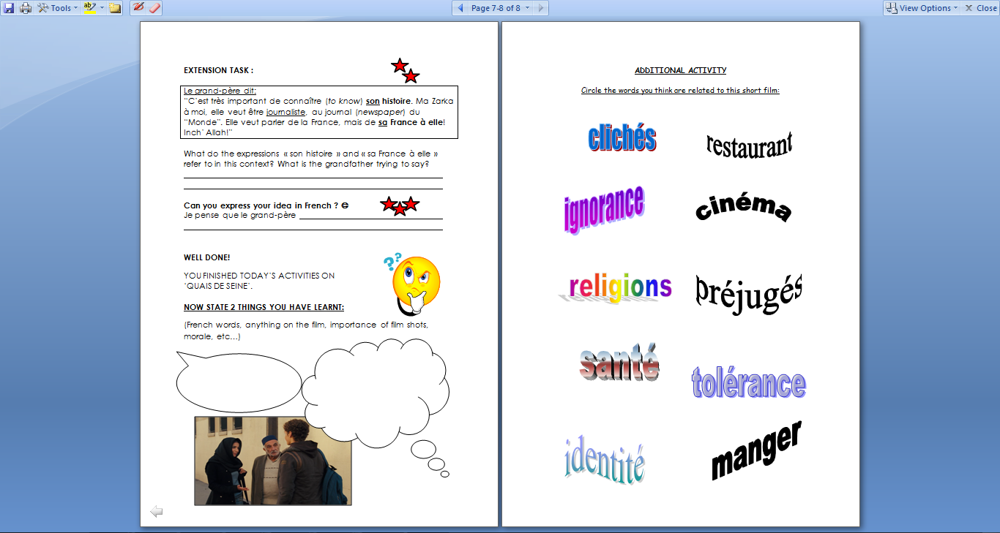 Tools
Page 7-8 of 8
View Options
Close
EXTENSION TASK :
Le grand-père dit:
"C'est très important de connaître (to know) son histoire. Ma Zarka
à moi, elle veut être journaliste, au journal (newspaper) du
"Monde". Elle veut parler de la France, mais de sa France à elle!
Inch' Allah!"
What do the expressions « son histoire » and « sa France à elle »
refer to in this context? What is the grandfather trying to say?
Can you express your idea in French ? ☺
Je pense que le grand-père
WELL DONE!
YOU FINISHED TODAY'S ACTIVITIES ON
'QUAIS DE SEINE'.
NOW STATE 2 THINGS YOU HAVE LEARNT:
(French words, anything on the film, importance of film shots,
morale, etc…)
ADDITIONAL ACTIVITY
Circle the words you think are related to this short film:
clichés
restaurant
ignorance
cinéma
religions
préjugés
santé
tolérance
identité
manger